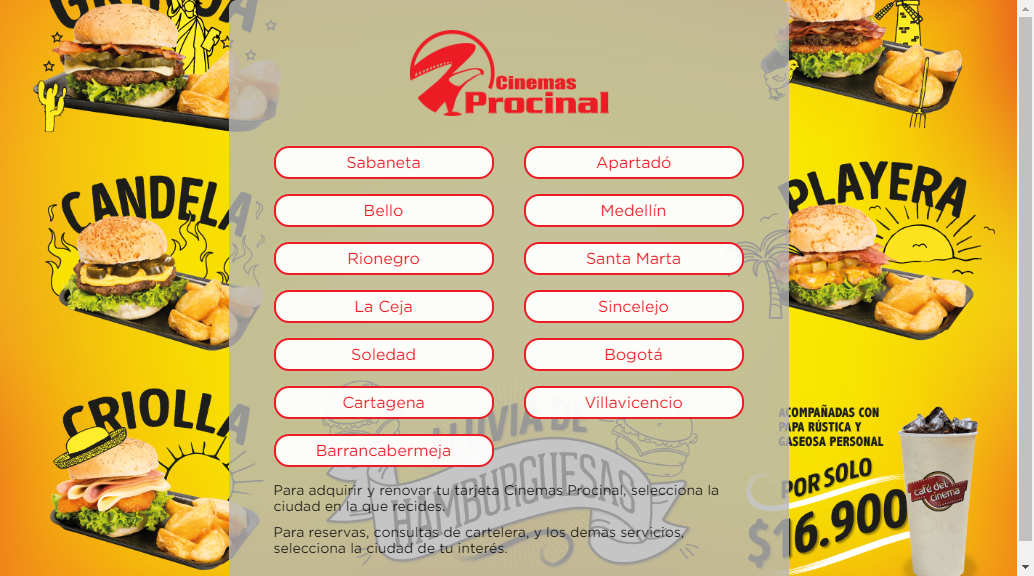 GRINGA
Cinemas
Procinal
Sabaneta
Apartadó
Bello
Medellín
Rionegro
Santa Marta
La Ceja
Sincelejo
Soledad
Bogotá
Cartagena
Villavicencio
Barrancabermeja
Para adquirir y renovar tu tarjeta Cinemas Procinal, selecciona la
ciudad en la que recides.
Para reservas, consultas de cartelera, y los demas servicios,
selecciona la ciudad de tu interés.
CANDELA
CRIOLLA
PLAYERA
LLUVIA DE
HAMBURGUESAS
ACOMPAÑADAS CON
PAPA RÚSTICA Y
GASEOSA PERSONAL
POR SOLO
$16.900
café del
cinema